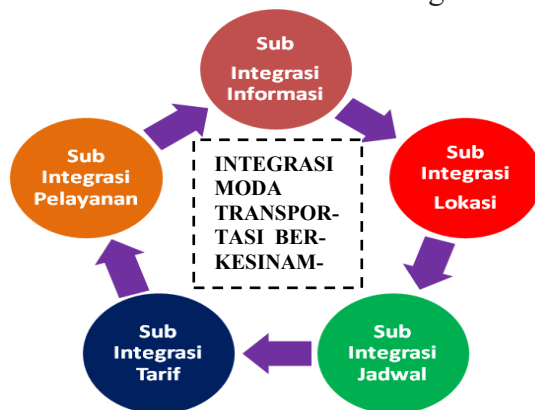 Sub
Integrasi
Informasi
Sub
Integrasi
Lokasi
Sub
Integrasi
Jadwal
Sub
Integrasi
Tarif
Sub
Integrasi
Pelayanan
INTEGRASI
MODA
TRANSPOR-
TASI BER-
KESINAM-